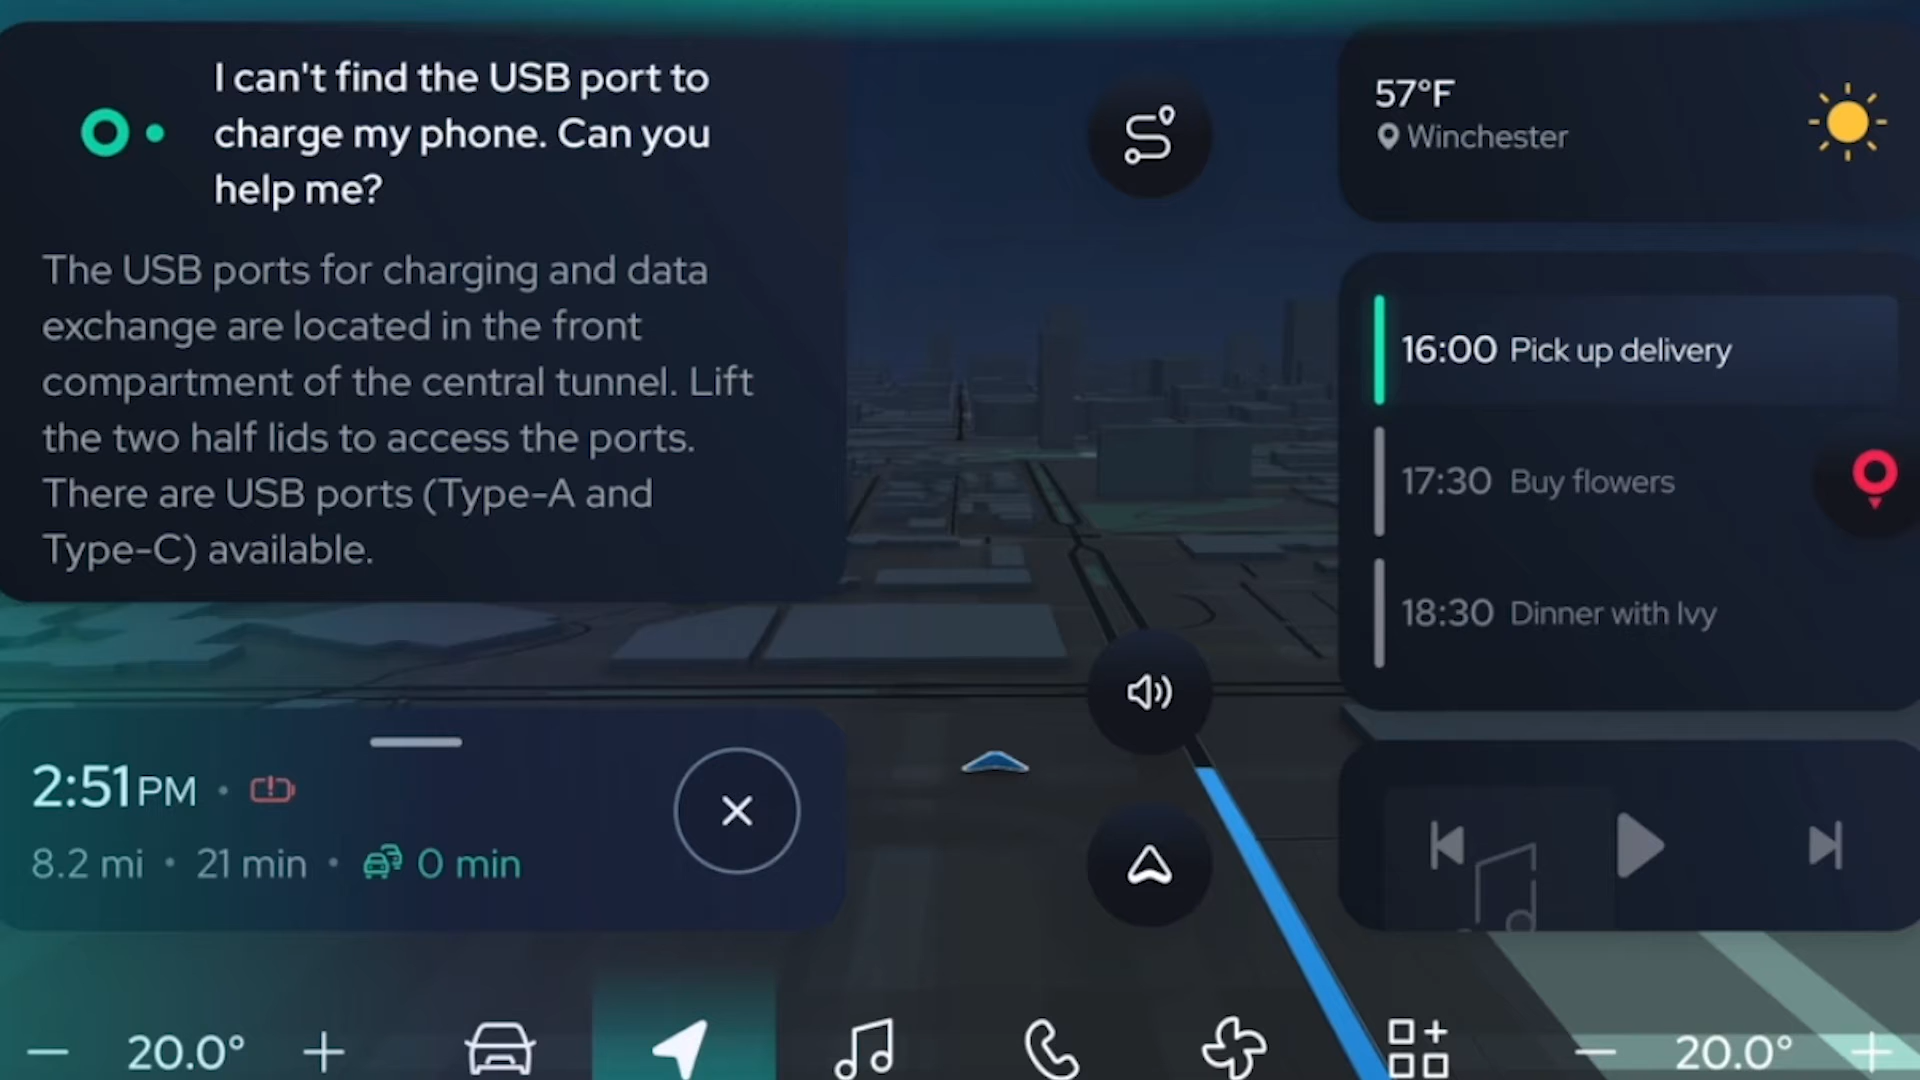 I can't find the USB port to
charge my phone. Can you
help me?
The USB ports for charging and data
exchange are located in the front
compartment of the central tunnel. Lift
the two half lids to access the ports.
There are USB ports (Type-A and
Type-C) available.
2:51 PM
8.2 mi • 21 min • 0 min
57°F
Winchester
16:00 Pick up delivery
17:30 Buy flowers
18:30 Dinner with Ivy
20.0°
20.0°